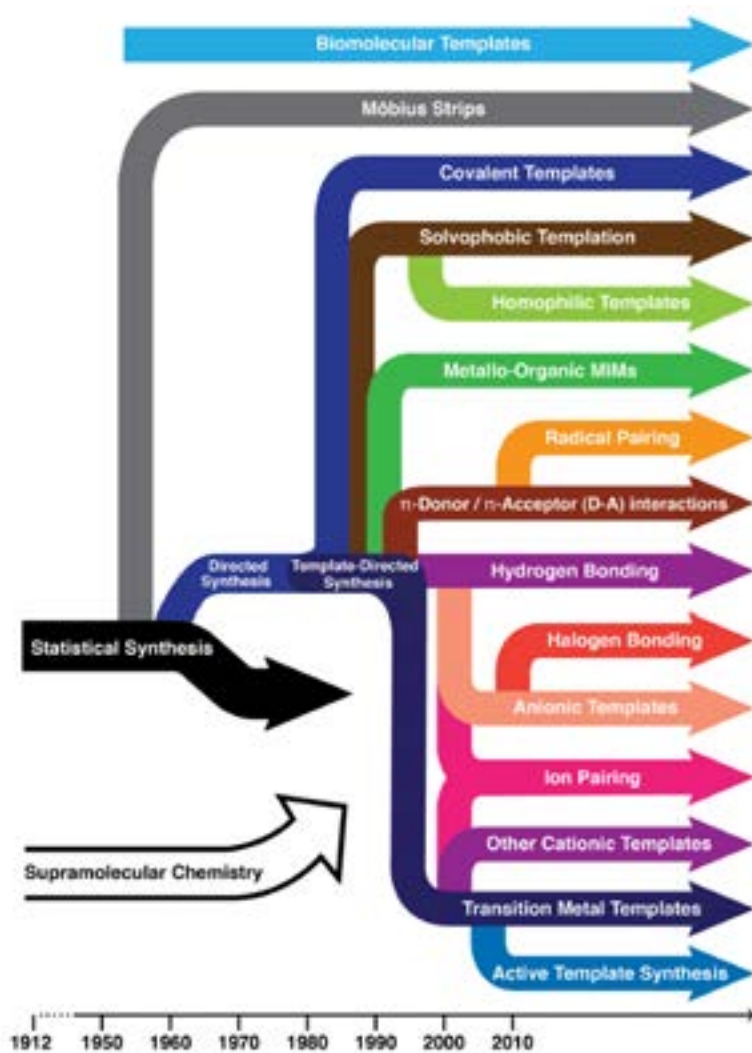 Biomolecular Templates
Möbius Strips
Covalent Templates
Solvophobic Templation
Homophilic Templates
Metallo-Organic MIMs
Radical Pairing
π-Donor / π-Acceptor (D-A) interactions
Directed
Synthesis
Template-Directed
Synthesis
Hydrogen Bonding
Statistical Synthesis
Halogen Bonding
Anionic Templates
Ion Pairing
Other Cationic Templates
Supramolecular Chemistry
Transition Metal Templates
Active Template Synthesis
1912 1950 1960 1970 1980 1990 2000 2010